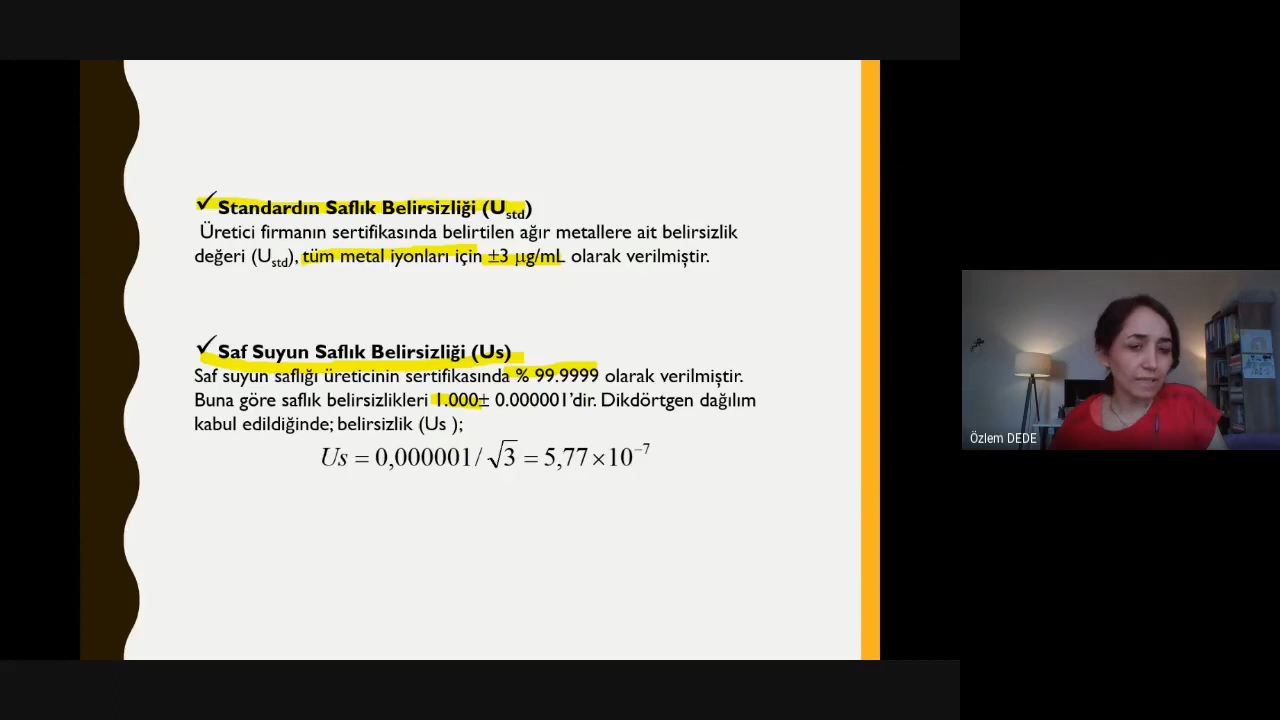 ✓Standardın Saflık Belirsizliği (Ustd)
Üretici firmanın sertifikasında belirtilen ağır metallere ait belirsizlik
değeri (Ustd), tüm metal iyonları için ±3 μg/mL olarak verilmiştir.
✓Saf Suyun Saflık Belirsizliği (Us)
Saf suyun saflığı üreticinin sertifikasında % 99.9999 olarak verilmiştir.
Buna göre saflık belirsizlikleri 1.000± 0.000001’dir. Dikdörtgen dağılım
kabul edildiğinde; belirsizlik (Us );
Us = 0,000001/ √3 = 5,77×10⁻⁷
Özlem DEDE